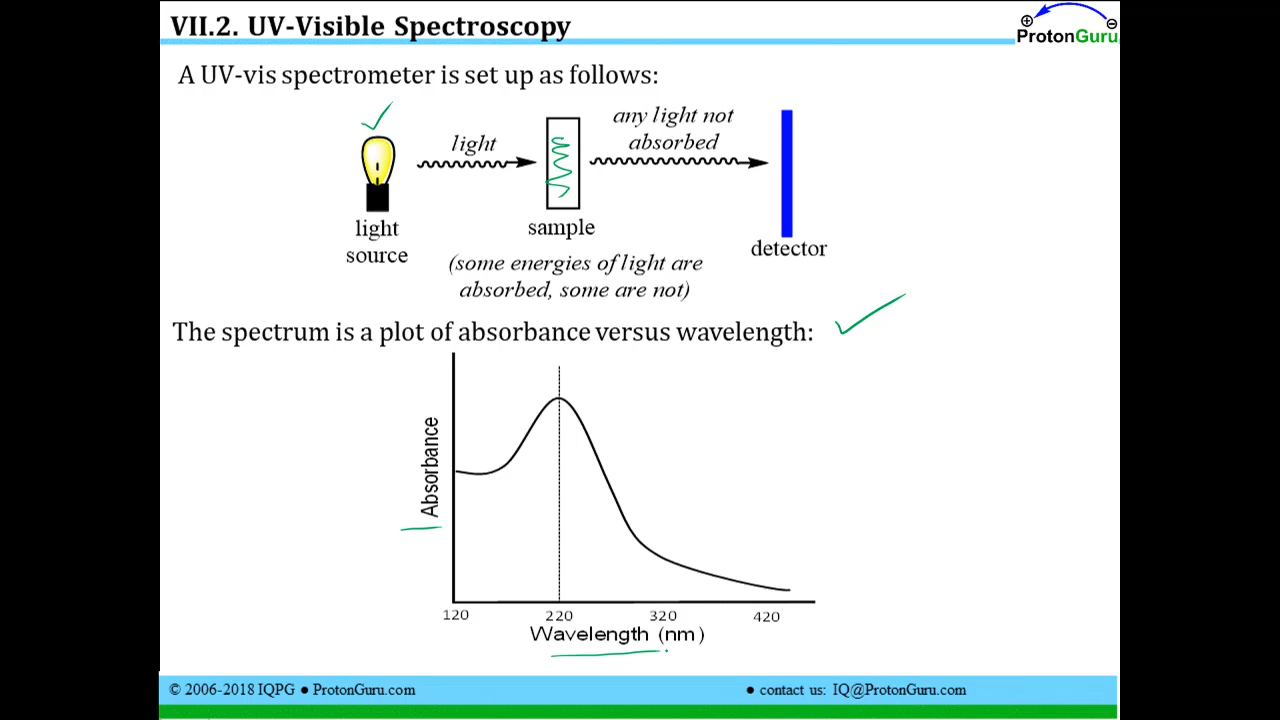 VII.2. UV-Visible Spectroscopy
⊕ ⊖
ProtonGuru
A UV-vis spectrometer is set up as follows:
light
any light not
absorbed
light
source
sample
detector
(some energies of light are
absorbed, some are not)
The spectrum is a plot of absorbance versus wavelength:
Absorbance
120 220 320 420
Wavelength (nm)
© 2006-2018 IQPG ● ProtonGuru.com
● contact us: IQ@ProtonGuru.com